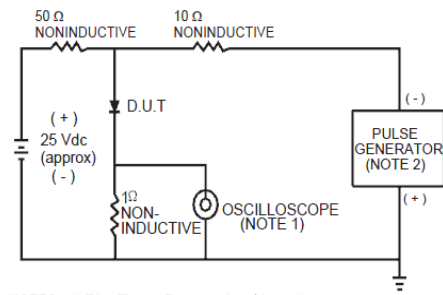 50 Ω
NONINDUCTIVE
10 Ω
NONINDUCTIVE
D.U.T
( + )
25 Vdc
(approx)
( - )
( - )
PULSE
GENERATOR
(NOTE 2)
( + )
1Ω
NON-
INDUCTIVE
OSCILLOSCOPE
(NOTE 1)